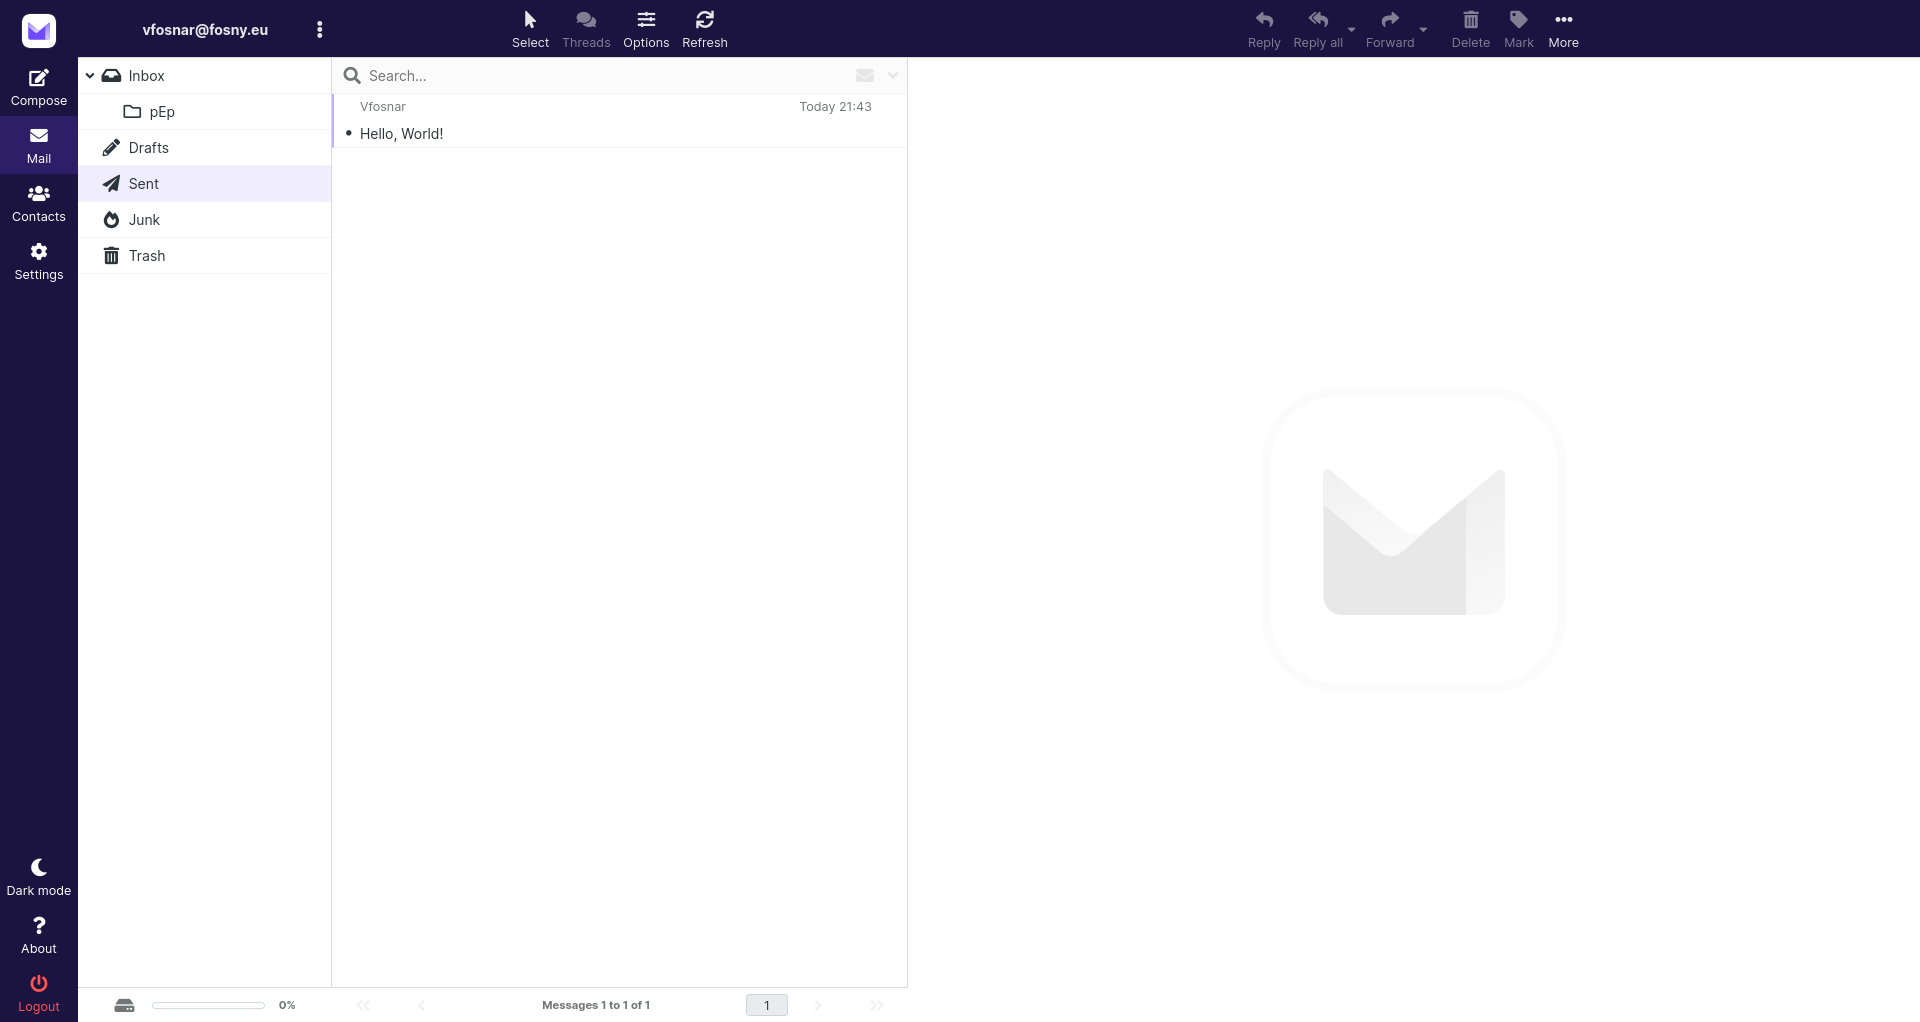 vfosnar@fosny.eu
Select
Threads
Options
Refresh
Reply
Reply all
Forward
Delete
Mark
More
Compose
Mail
Contacts
Settings
Dark mode
About
Logout
Inbox
pEp
Drafts
Sent
Junk
Trash
0%
Search...
Vfosnar Today 21:43
Hello, World!
Messages 1 to 1 of 1
1